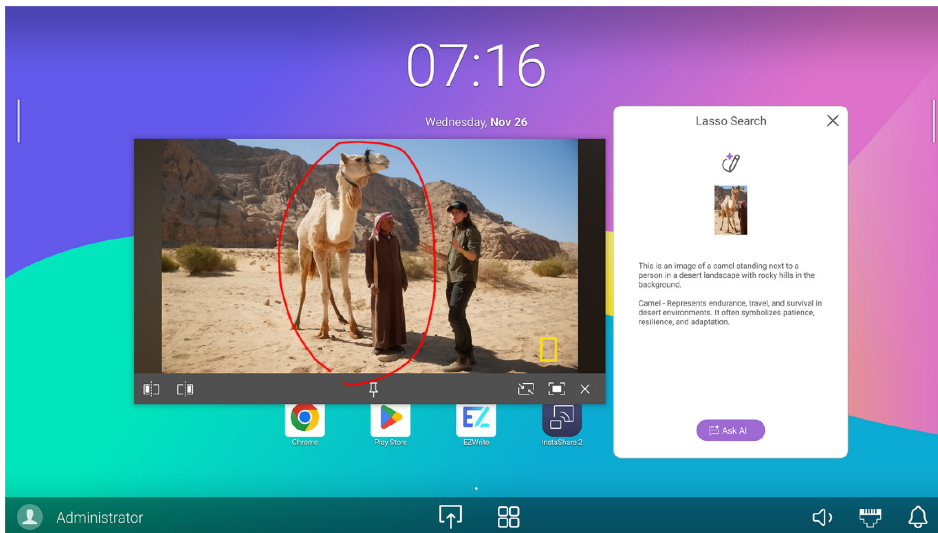 07:16
Wednesday, Nov 26
Lasso Search
This is an image of a camel standing next to a
person in a desert landscape with rocky hills in the
background.
Camel - Represents endurance, travel, and survival in
desert environments. It often symbolizes patience,
resilience, and adaptation.
Ask AI
EZ
Chrome
Play Store
EZWrite
InstaShare 2
Administrator